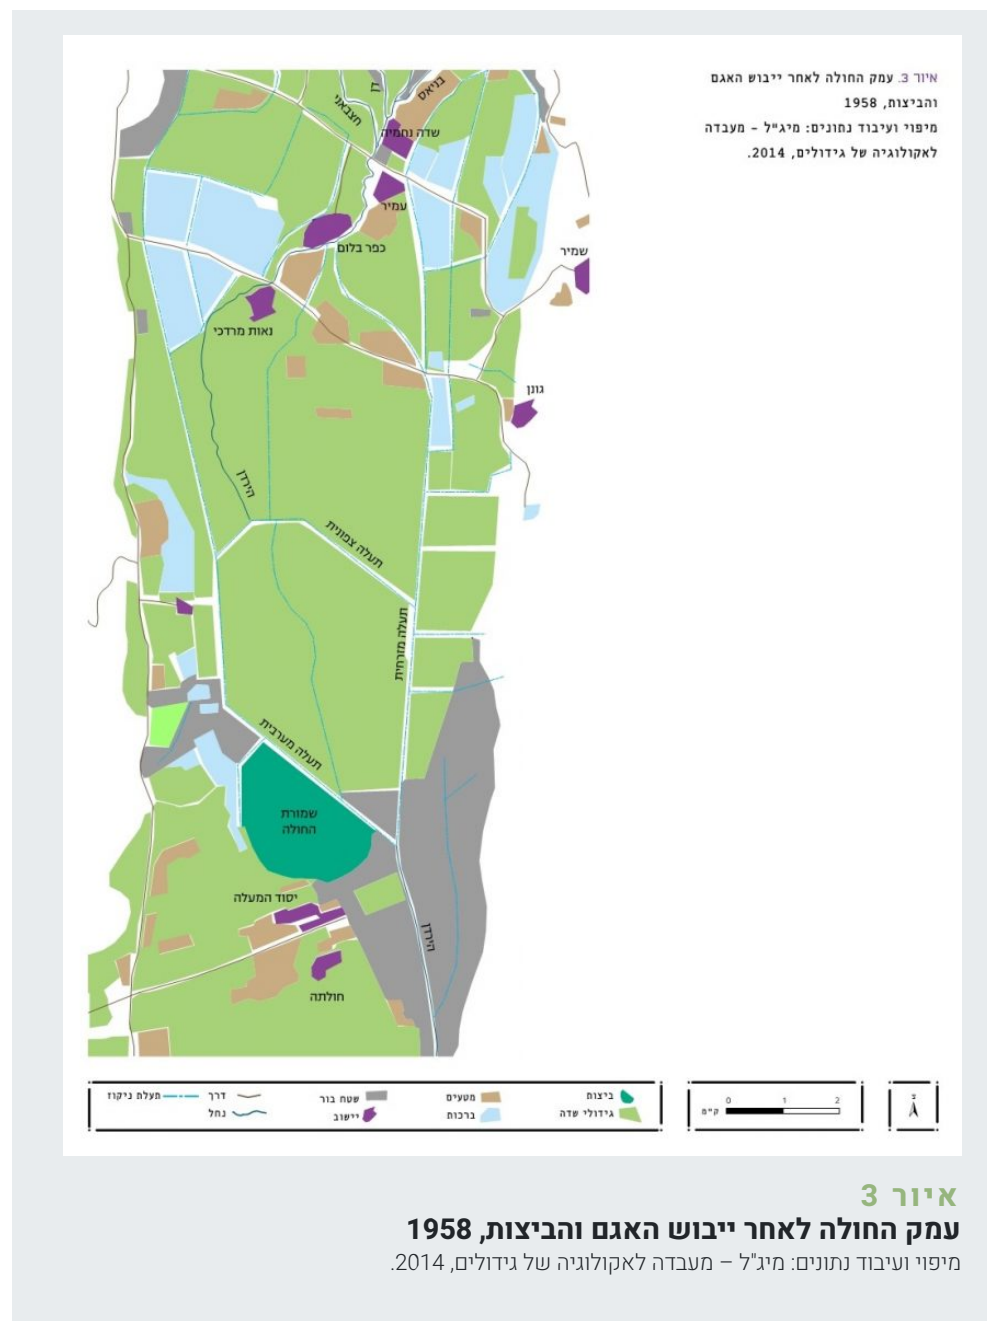 איור 3. עמק החולה לאחר ייבוש האגם
והביצות, 1958
מיפוי ועיבוד נתונים: מיג"ל – מעבדה
לאקולוגיה של גידולים, 2014.
דן
בניאס
חצבאני
שדה נחמיה
עמיר
כפר בלום
שמיר
נאות מרדכי
גונן
הירדן
תעלה צפונית
תעלה מזרחית
תעלה מערבית
שמורת
החולה
יסוד המעלה
הירדן
חולתה
ביצות
מטעים
שטח בור
דרך
תעלת ניקוז
גידולי שדה
ברכות
יישוב
נחל
0 1 2
ק"מ
צ
איור 3
עמק החולה לאחר ייבוש האגם והביצות, 1958
מיפוי ועיבוד נתונים: מיג"ל – מעבדה לאקולוגיה של גידולים, 2014.